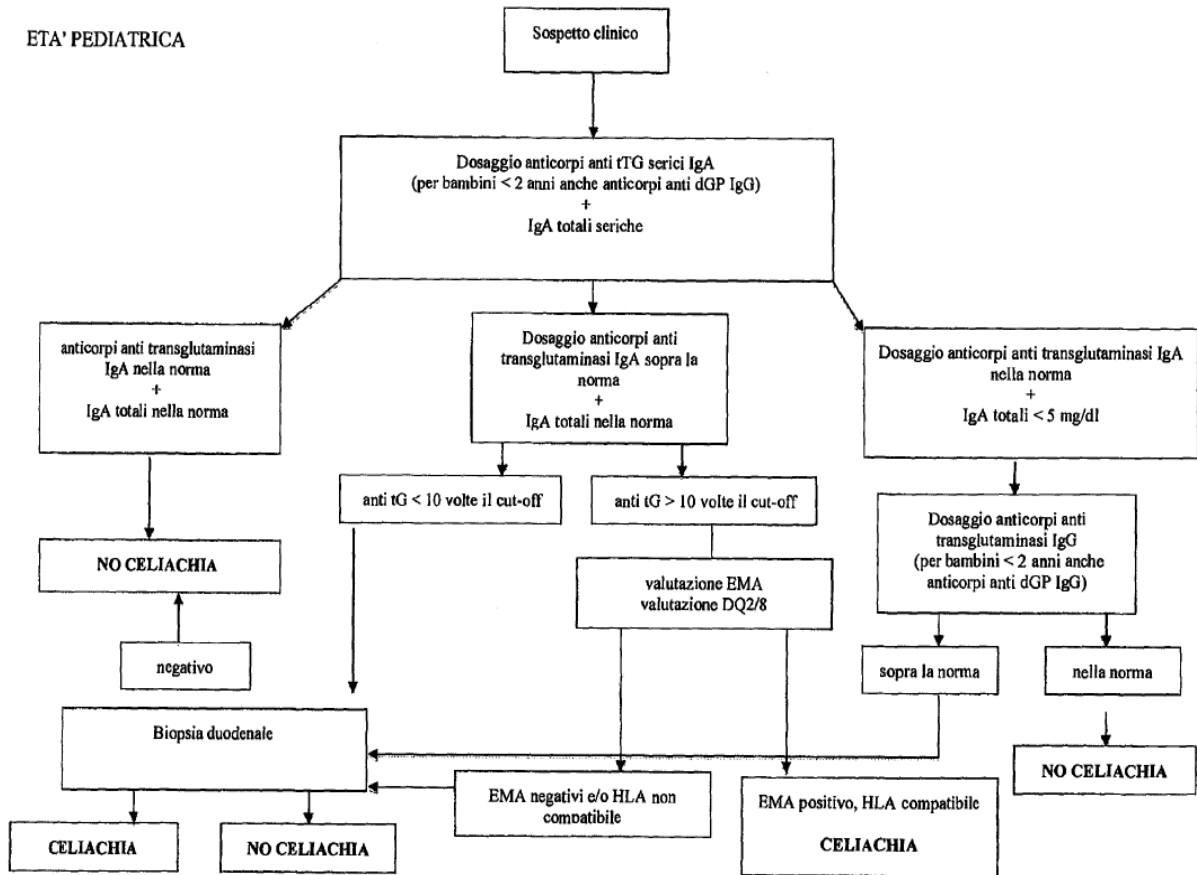 ETA' PEDIATRICA
Sospetto clinico
Dosaggio anticorpi anti tTG serici IgA
(per bambini < 2 anni anche anticorpi anti dGP IgG)
+
IgA totali seriche
anticorpi anti transglutaminasi
IgA nella norma
+
IgA totali nella norma
Dosaggio anticorpi anti
transglutaminasi IgA sopra la
norma
+
IgA totali nella norma
Dosaggio anticorpi anti transglutaminasi IgA
nella norma
+
IgA totali < 5 mg/dl
anti tG < 10 volte il cut-off
anti tG > 10 volte il cut-off
NO CELIACHIA
valutazione EMA
valutazione DQ2/8
Dosaggio anticorpi anti
transglutaminasi IgG
(per bambini < 2 anni anche
anticorpi anti dGP IgG)
negativo
sopra la norma
nella norma
Biopsia duodenale
NO CELIACHIA
EMA negativi e/o HLA non
compatibile
EMA positivo, HLA compatibile
CELIACHIA
CELIACHIA
NO CELIACHIA